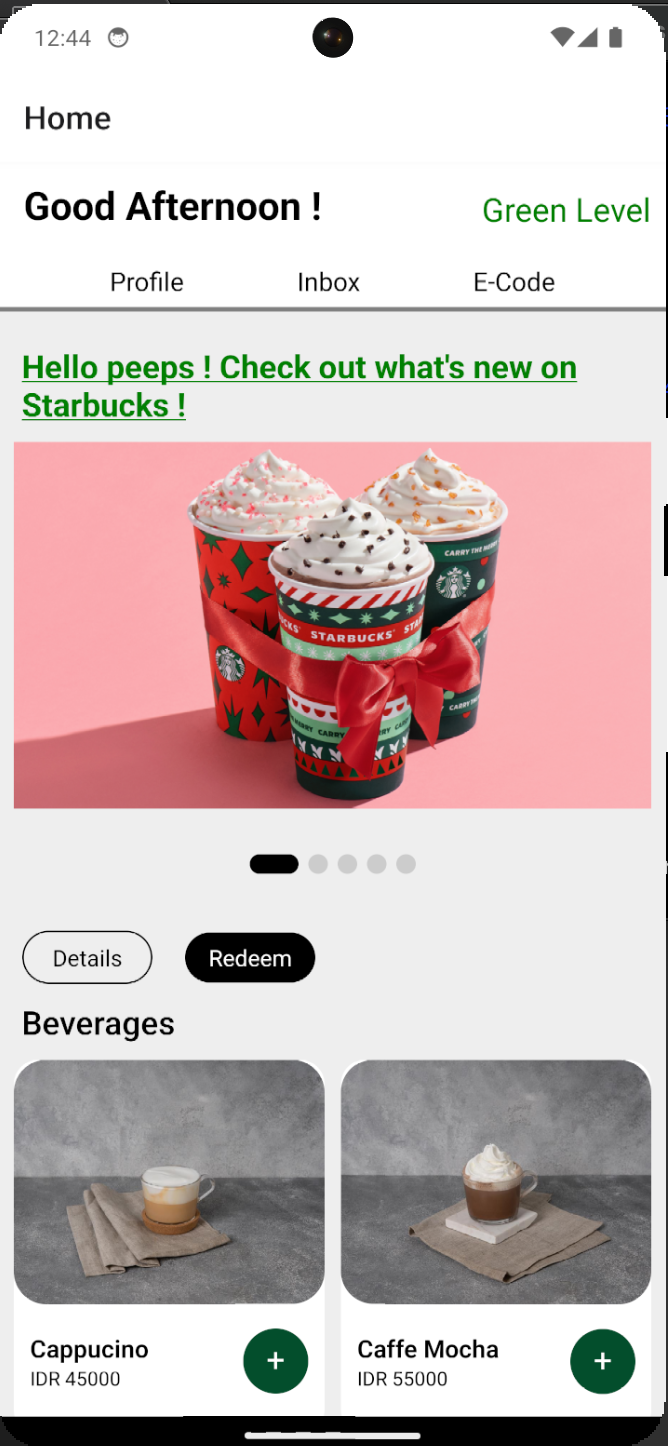 12:44
Home
Good Afternoon !
Green Level
Profile
Inbox
E-Code
Hello peeps ! Check out what's new on
Starbucks !
CARRY THE MERRY
STARBUCKS
CARRY
Details
Redeem
Beverages
Cappucino
IDR 45000
+
Caffe Mocha
IDR 55000
+